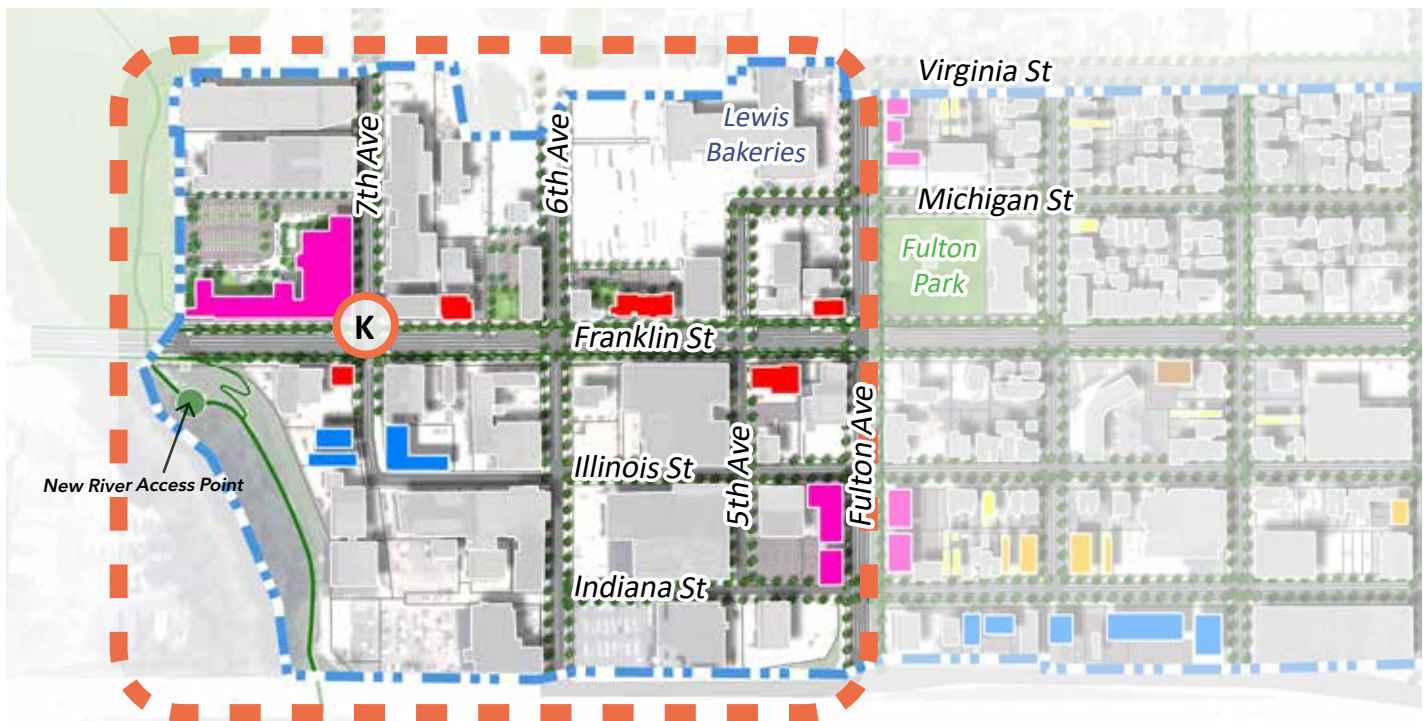 Virginia St
Lewis
Bakeries
7th Ave
6th Ave
Michigan St
Fulton
Park
K
Franklin St
New River Access Point
Illinois St
5th Ave
Fulton Ave
Indiana St